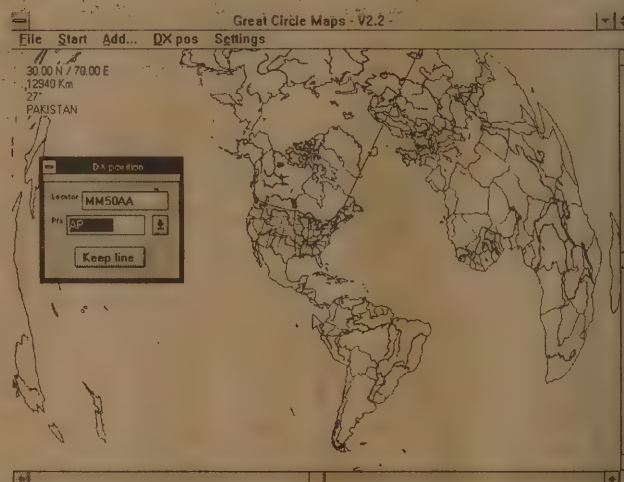 Great Circle Maps - V2.2 -
File Start Add... DX pos Settings
30.00 N / 70.00 E
12940 Km
27°
PAKISTAN
DX position
Locator MM50AA
Pfx AP
Keep line